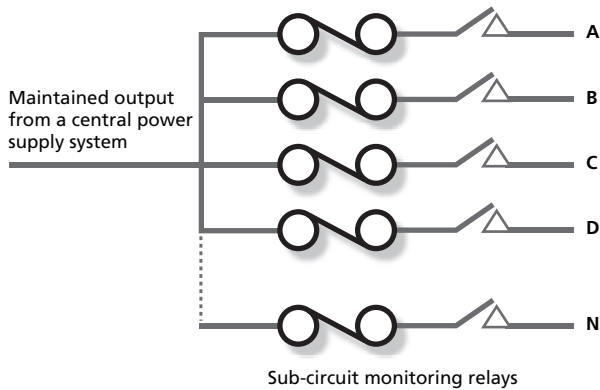 A
Maintained output
from a central power
supply system
B
C
D
N
Sub-circuit monitoring relays